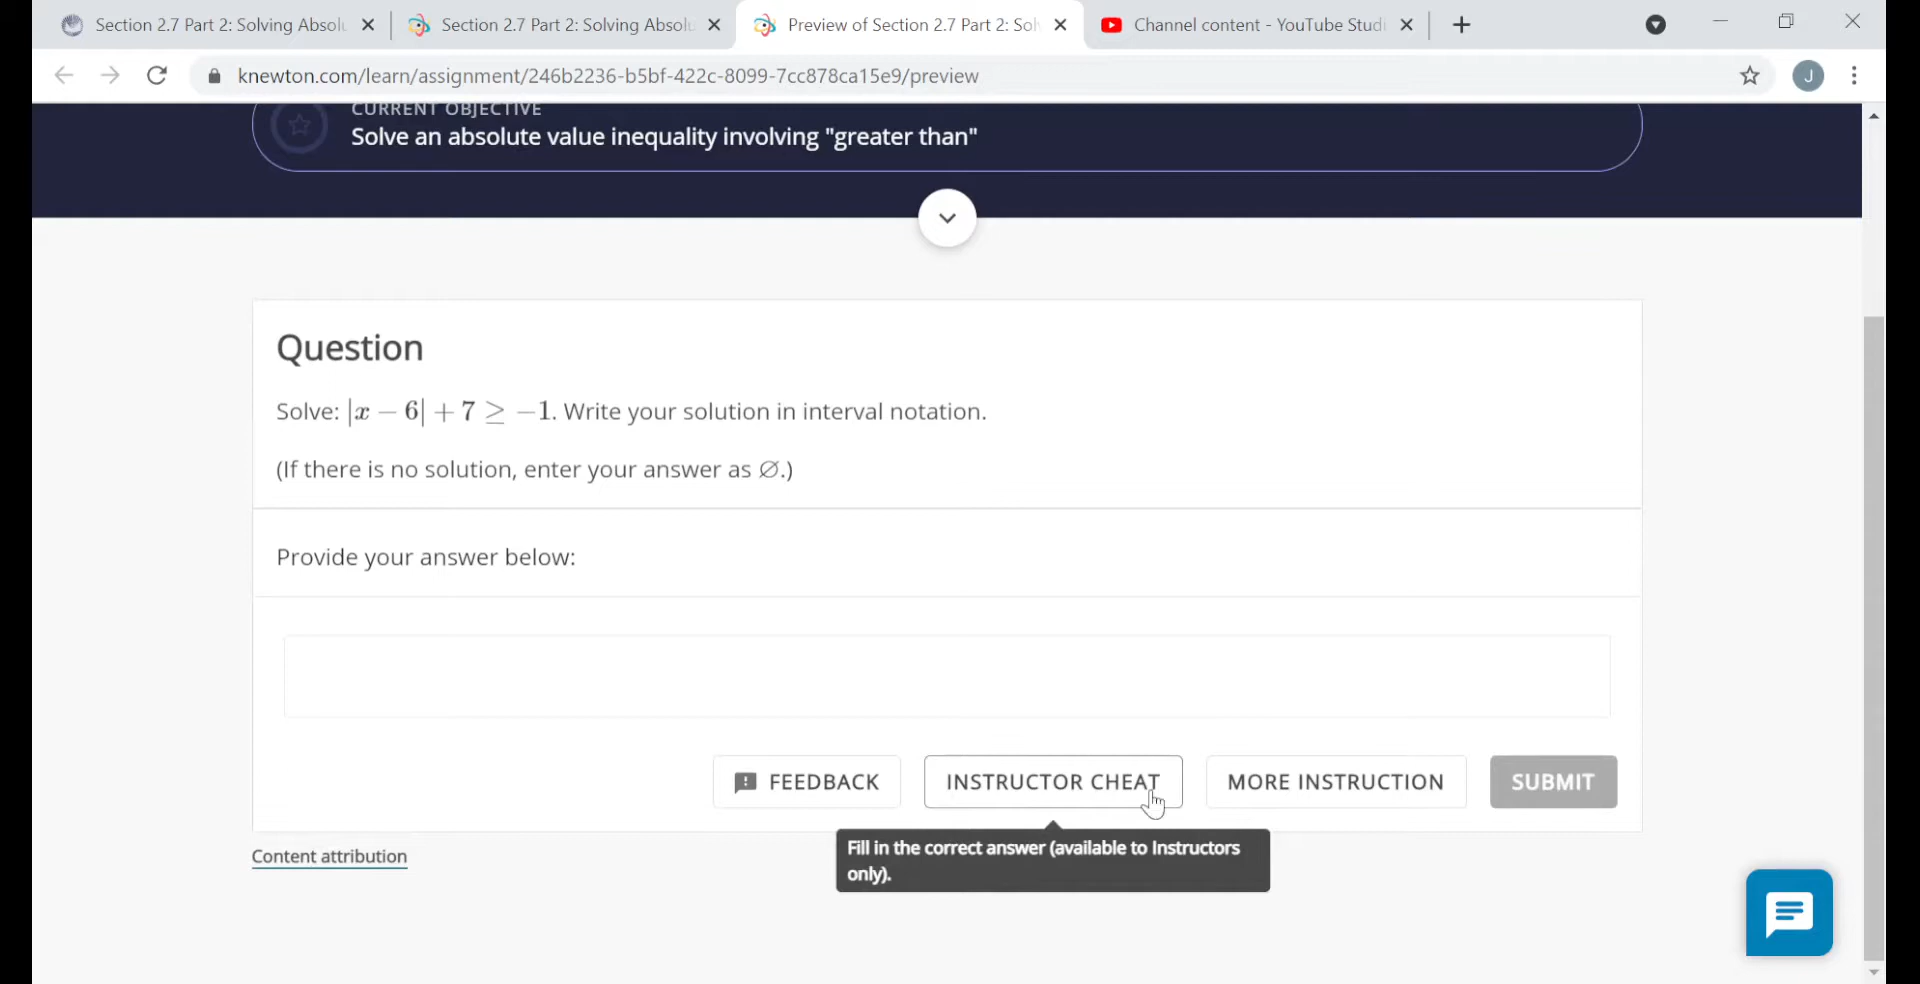 Section 2.7 Part 2: Solving Absolu
Section 2.7 Part 2: Solving Absolu
Preview of Section 2.7 Part 2: Sol
Channel content - YouTube Studi
knewton.com/learn/assignment/246b2236-b5bf-422c-8099-7cc878ca15e9/preview
J
CURRENT OBJECTIVE
Solve an absolute value inequality involving "greater than"
Question
Solve: |x − 6| + 7 ≥ −1. Write your solution in interval notation.
(If there is no solution, enter your answer as ∅.)
Provide your answer below:
FEEDBACK
INSTRUCTOR CHEAT
MORE INSTRUCTION
SUBMIT
Content attribution
Fill in the correct answer (available to Instructors
only).